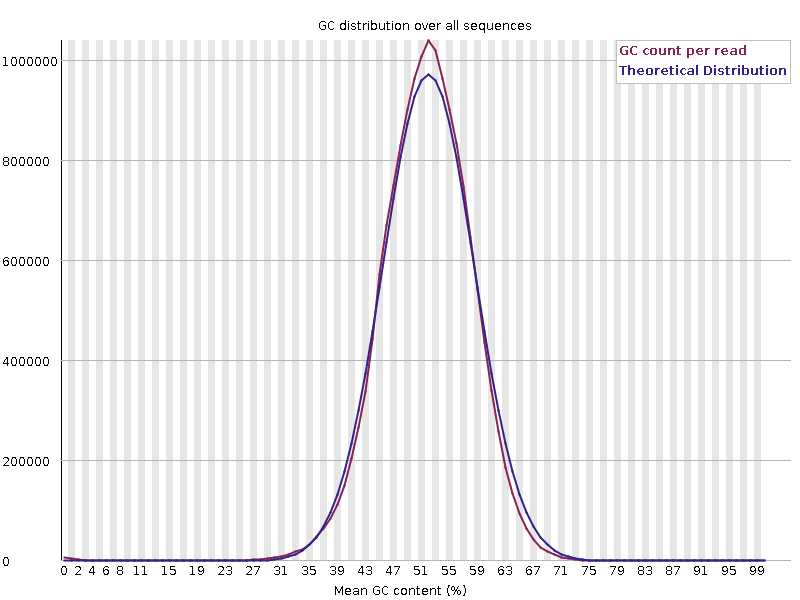 GC distribution over all sequences
GC count per read
Theoretical Distribution
1000000
800000
600000
400000
200000
0
0 2 4 6 8 11 15 19 23 27 31 35 39 43 47 51 55 59 63 67 71 75 79 83 87 91 95 99
Mean GC content (%)